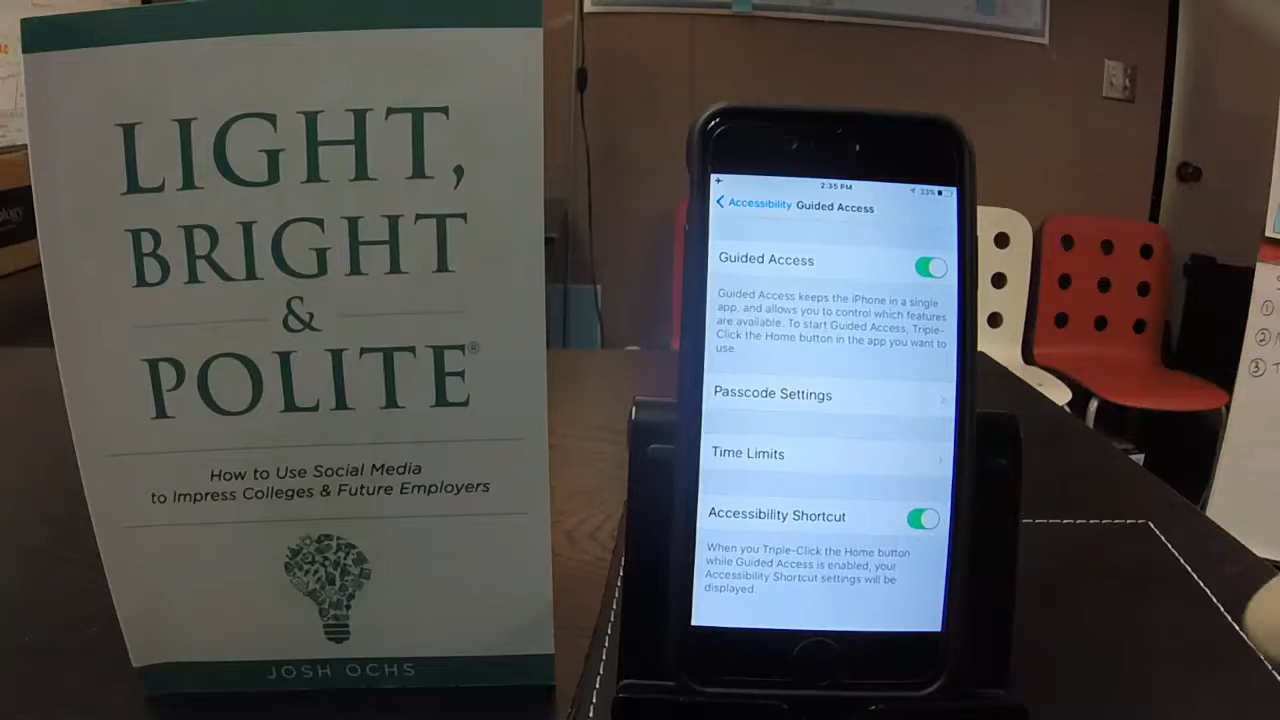 LIGHT,
BRIGHT
&
POLITE®
How to Use Social Media
to Impress Colleges & Future Employers
JOSH OCHS
2:35 PM
33%
Accessibility Guided Access
Guided Access
Guided Access keeps the iPhone in a single
app, and allows you to control which features
are available. To start Guided Access, Triple-
Click the Home button in the app you want to
use.
Passcode Settings
Time Limits
Accessibility Shortcut
When you Triple-Click the Home button
while Guided Access is enabled, your
Accessibility Shortcut settings will be
displayed.
1
2
3